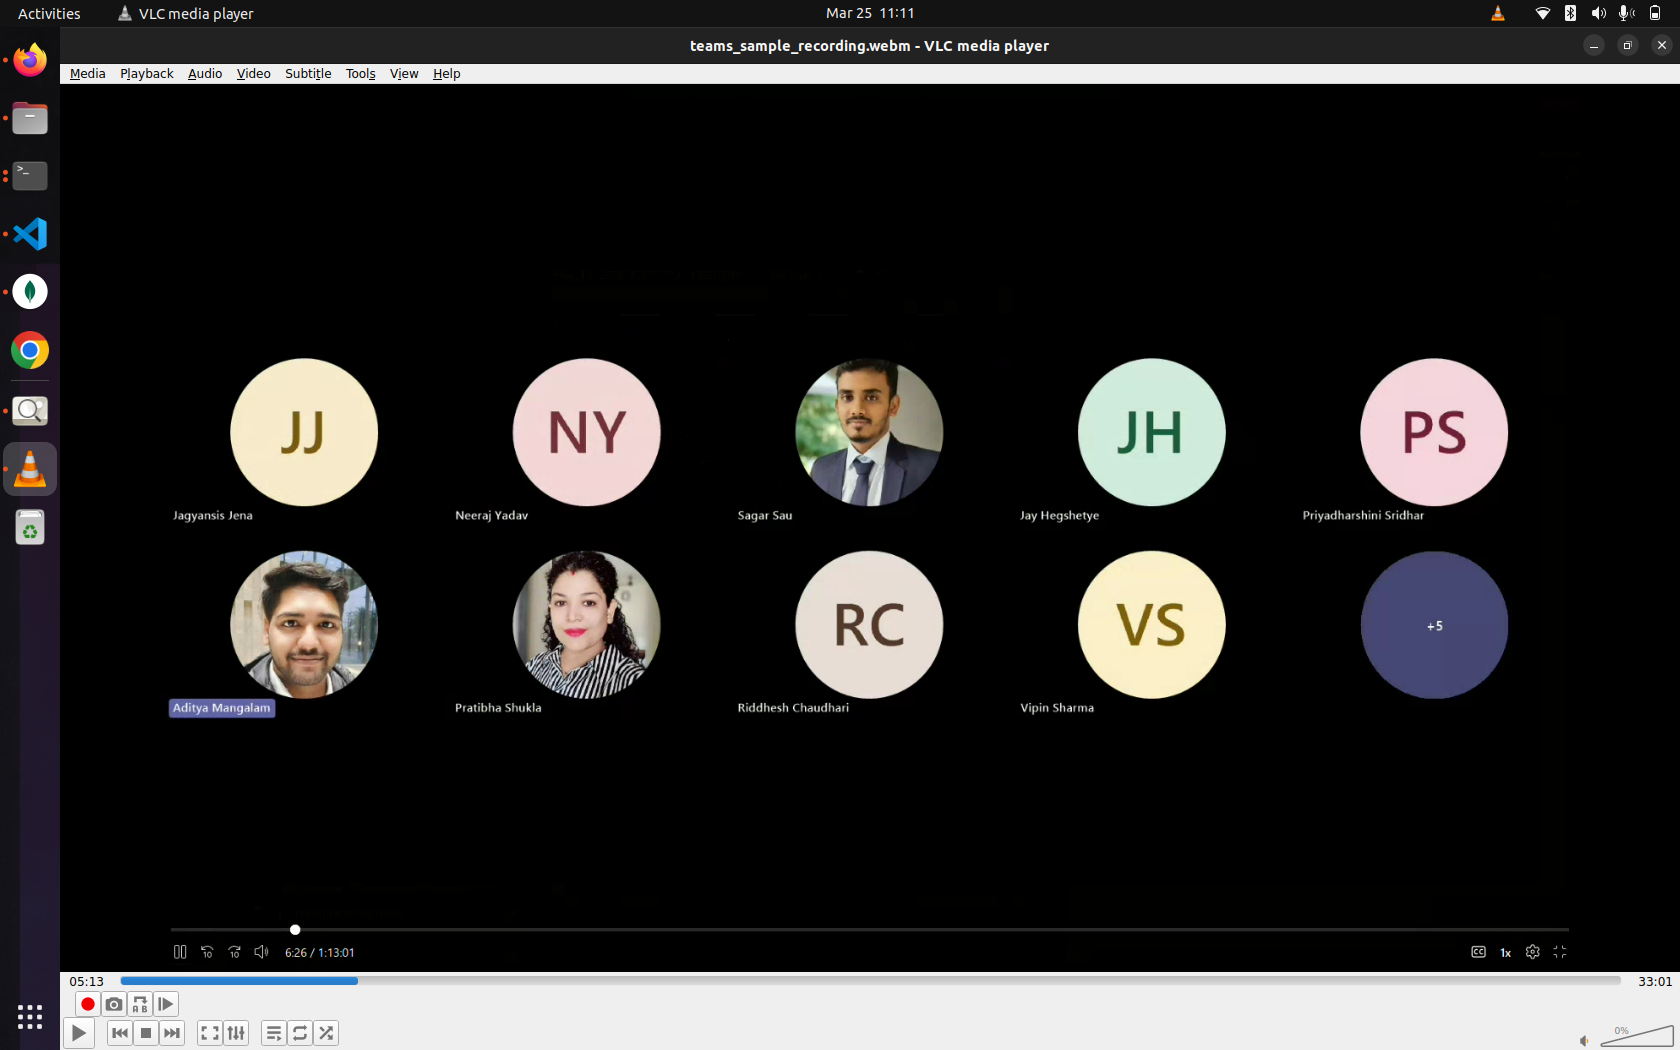 Activities VLC media player Mar 25 11:11
teams_sample_recording.webm - VLC media player
Media Playback Audio Video Subtitle Tools View Help
JJ NY JH PS
Jagyansis Jena Neeraj Yadav Sagar Sau Jay Hegshetye Priyadharshini Sridhar
RC VS +5
Aditya Mangalam Pratibha Shukla Riddhesh Chaudhari Vipin Sharma
10 10 6:26 / 1:13:01 CC 1x
05:13 33:01
A B
0%